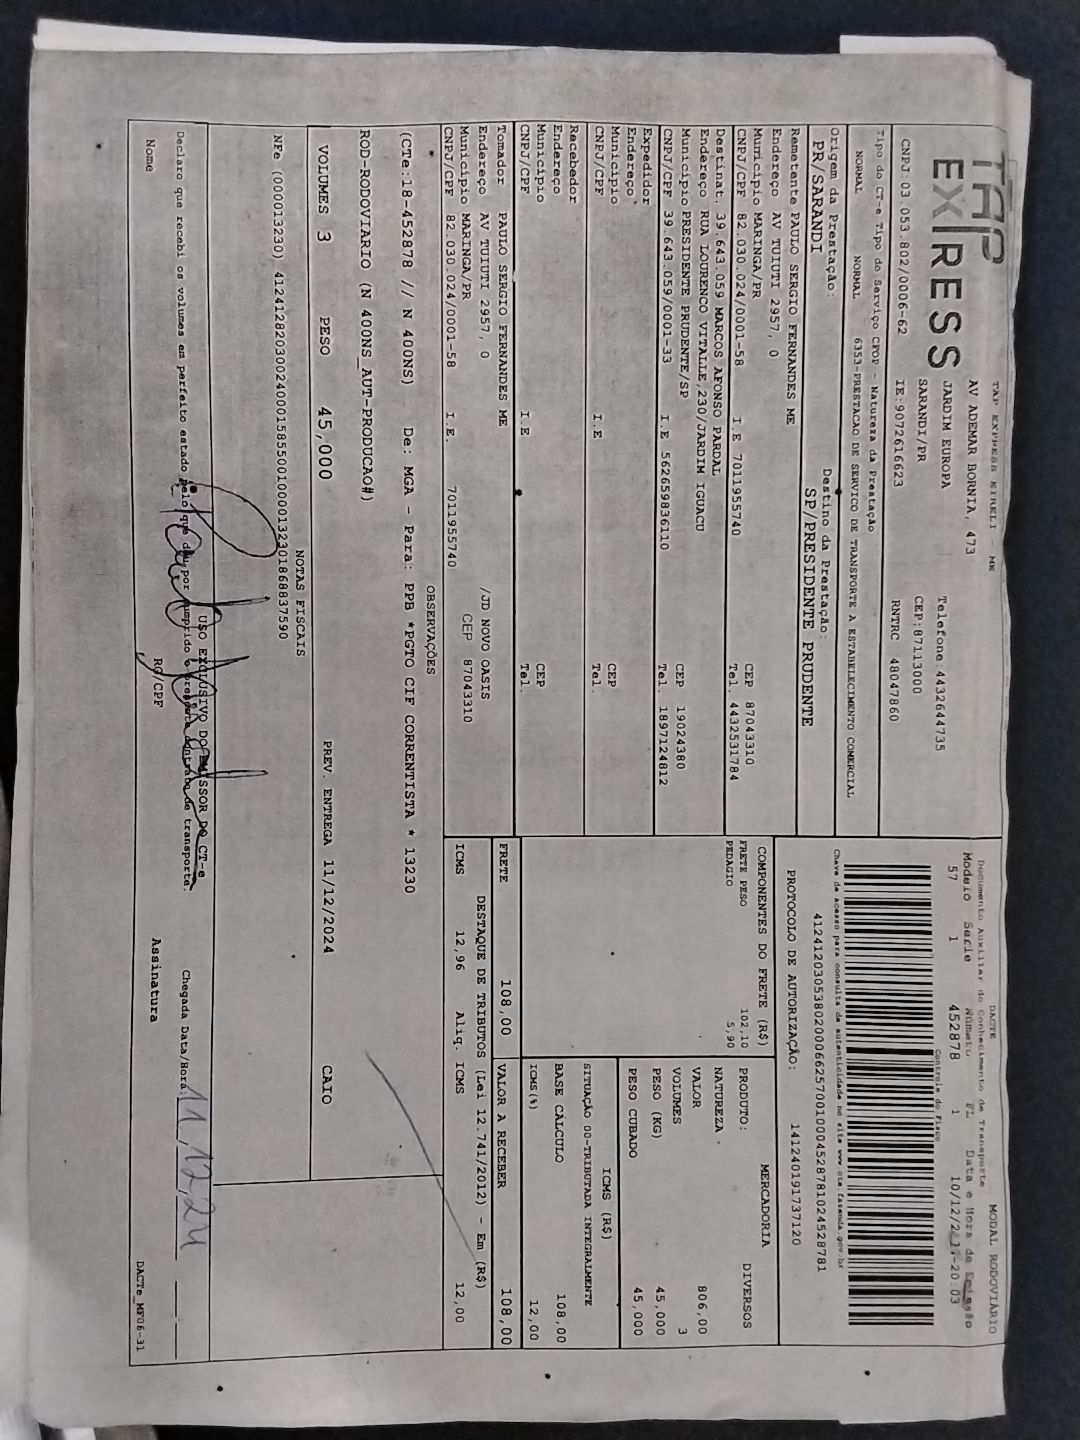 TAP
EXPRESS
TAP EXPRESS EIRELI - ME
AV ADEMAR BORNIA, 473
JARDIM EUROPA
SARANDI/PR
Telefone:4432644735
CEP:87113000
CNPJ:03.053.802/0006-62 IE:9072616623 RNTRC 48047860
DACTE MODAL RODOVIÁRIO
Documento Auxiliar do Conhecimento de Transporte
Modelo Serie Número FL Data e Hora de Emissão
57 1 452878 1 10/12/2024-20:03
Controle do Fisco
Tipo do CT-e Tipo do Serviço CFOP - Natureza da Prestação
NORMAL NORMAL 6353-PRESTACAO DE SERVICO DE TRANSPORTE A ESTABELECIMENTO COMERCIAL
Chave de acesso para consulta de autenticidade no site www.cte.fazenda.gov.br
PROTOCOLO DE AUTORIZAÇÃO: 141240191737120
Origem da Prestação: Destino da Prestação:
PR/SARANDI SP/PRESIDENTE PRUDENTE
Remetente PAULO SERGIO FERNANDES ME
Endereço AV TUIUTI 2957, 0
Município MARINGA/PR CEP 87043310
CNPJ/CPF 82.030.024/0001-58 I.E 7011955740 Tel. 4432531784
Destinat. 39.643.059 MARCOS AFONSO PARDAL
Endereço RUA LOURENCO VITALLE,230/JARDIM IGUACU
Município PRESIDENTE PRUDENTE/SP CEP 19024380
CNPJ/CPF 39.643.059/0001-33 I.E 562659836110 Tel. 1897124812
Expedidor
Endereço
Município CEP
CNPJ/CPF I.E Tel.
Recebedor
Endereço
Município CEP
CNPJ/CPF I.E Tel.
Tomador PAULO SERGIO FERNANDES ME
Endereço AV TUIUTI 2957, 0 /JD NOVO OASIS
Município MARINGA/PR CEP 87043310
CNPJ/CPF 82.030.024/0001-58 I.E. 7011955740
COMPONENTES DO FRETE (R$)
FRETE PESO 102,10
PEDAGIO 5,90
MERCADORIA
PRODUTO: DIVERSOS
NATUREZA
VALOR 806,00
VOLUMES 3
PESO (KG) 45,000
PESO CUBADO 45,000
ICMS (R$)
SITUAÇÃO 00-TRIBUTADA INTEGRALMENTE
BASE CÁLCULO 108,00
ICMS(%) 12,00
FRETE 108,00 VALOR A RECEBER 108,00
DESTAQUE DE TRIBUTOS (Lei 12.741/2012) - Em (R$)
ICMS 12,96 Aliq. ICMS 12,00
OBSERVAÇÕES
(CTe:18-452878 // N 400NS) De: MGA - Para: PPB *PGTO CIF CORRENTISTA * 13230
ROD-RODOVIARIO (N 400NS_AUT-PRODUCAO#)
VOLUMES 3 PESO 45,000 PREV. ENTREGA 11/12/2024 CAIO
NOTAS FISCAIS
NFe (000013230)
USO EXCLUSIVO DO EMISSOR DO CT-e
Declaro que recebi os volumes em perfeito estado pelo que dou por cumprido o presente contrato de transporte. Chegada Data/Hora: 11,12,24
Nome RG/CPF Assinatura
DACTe_MF06-31